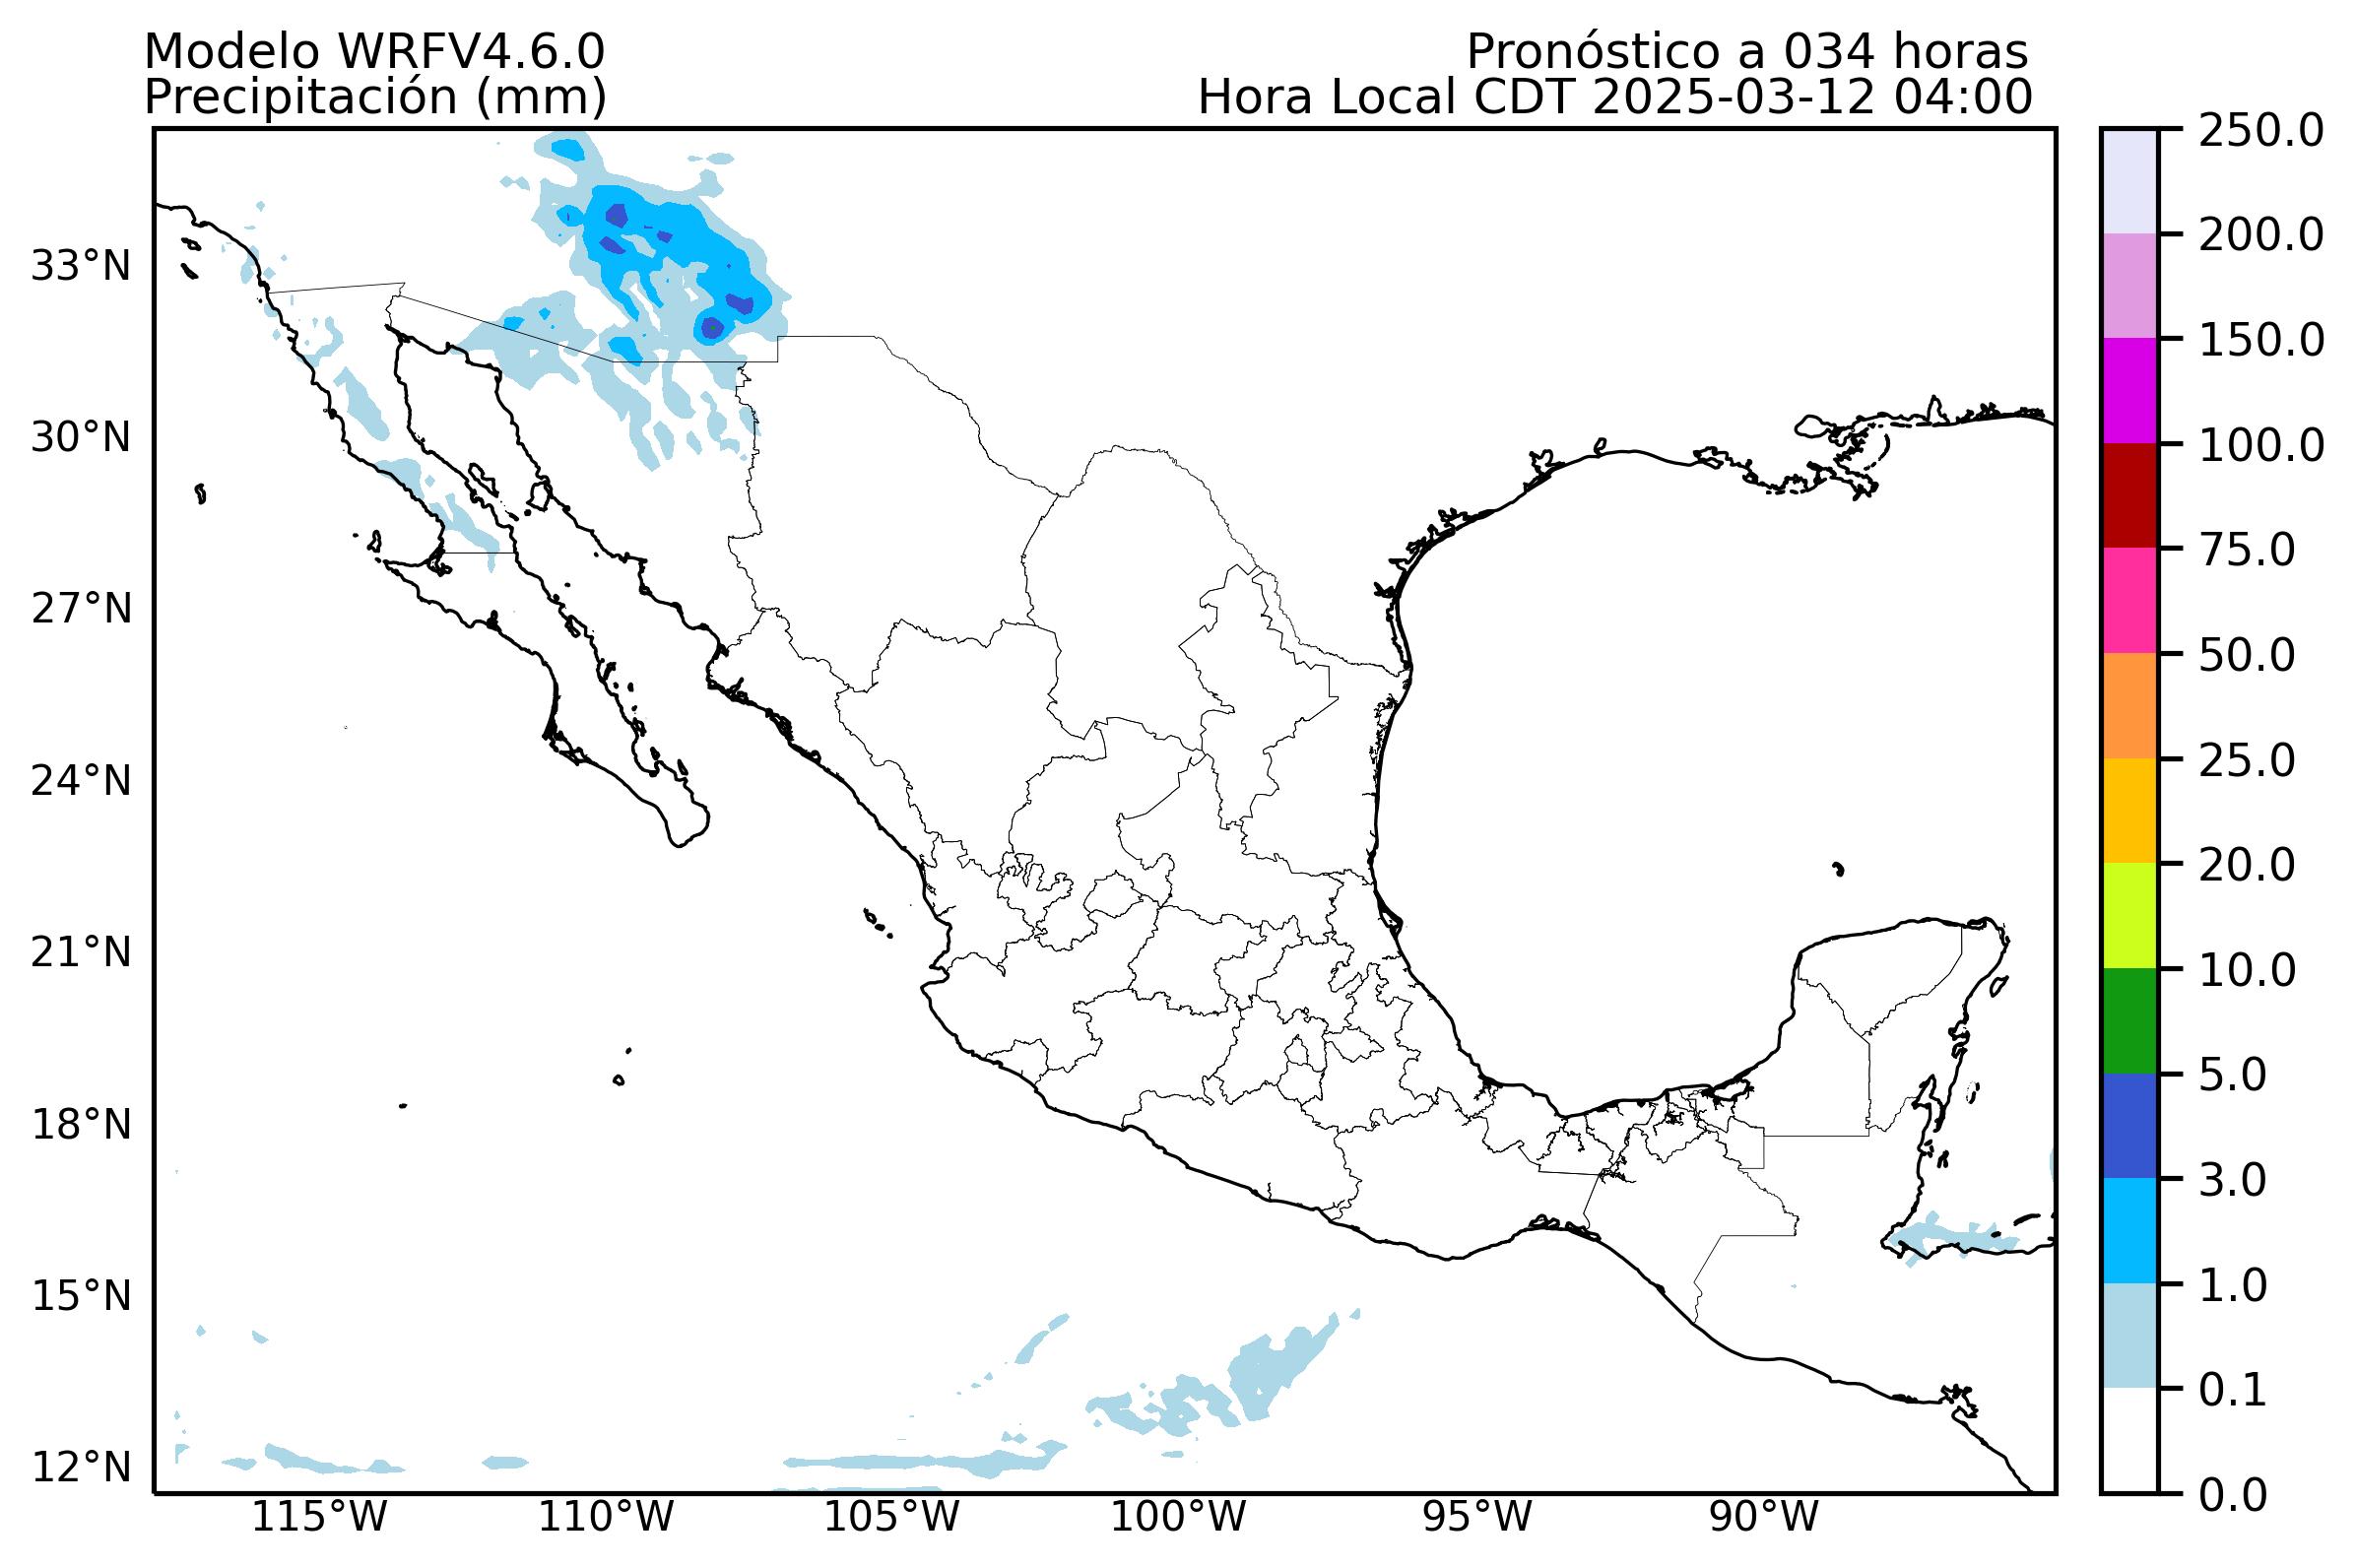 Modelo WRFV4.6.0
Precipitación (mm)
Pronóstico a 034 horas
Hora Local CDT 2025-03-12 04:00
33°N
30°N
27°N
24°N
21°N
18°N
15°N
12°N
115°W
110°W
105°W
100°W
95°W
90°W
250.0
200.0
150.0
100.0
75.0
50.0
25.0
20.0
10.0
5.0
3.0
1.0
0.1
0.0